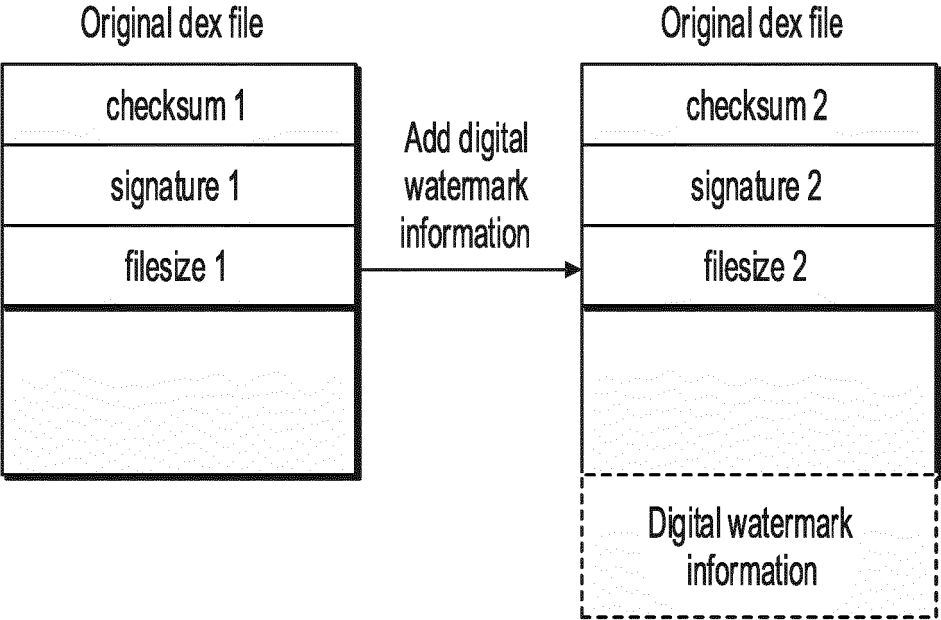 Original dex file
checksum 1
signature 1
filesize 1
Add digital
watermark
information
Original dex file
checksum 2
signature 2
filesize 2
Digital watermark
information